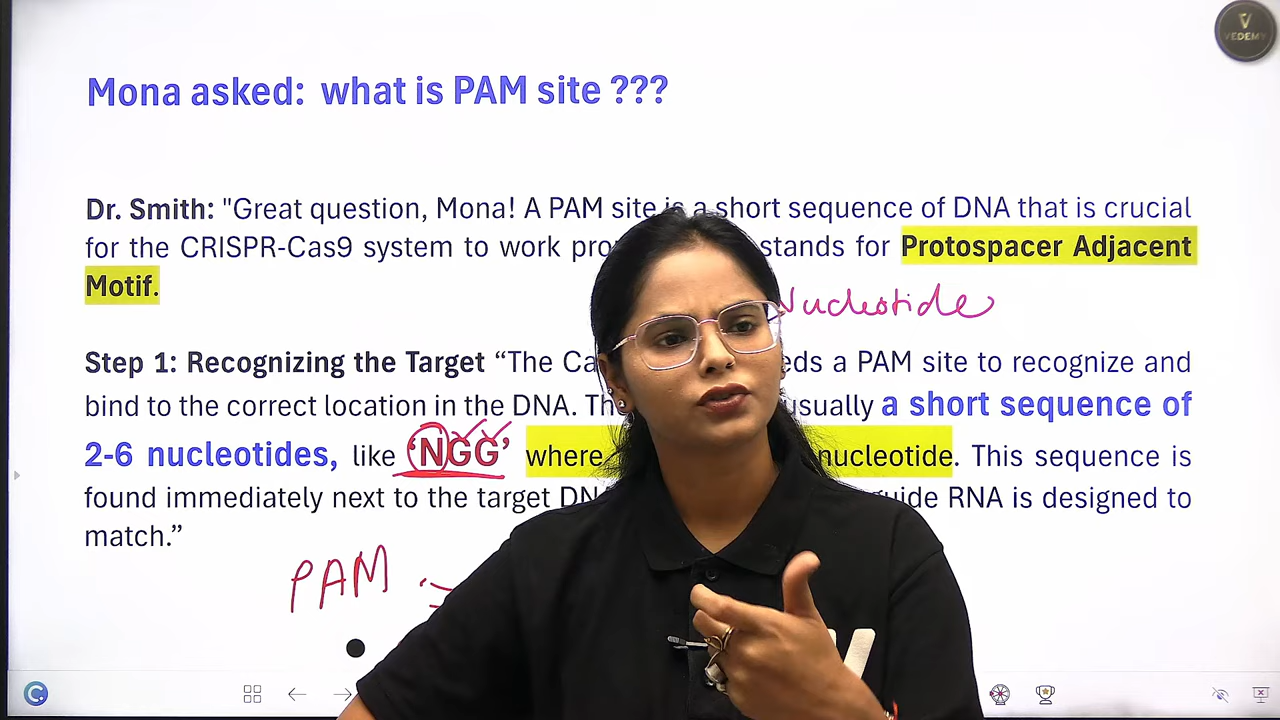 VEDEMY
Mona asked: what is PAM site ???
Dr. Smith: "Great question, Mona! A PAM site is a short sequence of DNA that is crucial
for the CRISPR-Cas9 system to work stands for Protospacer Adjacent
Motif.
Nucleotide
Step 1: Recognizing the Target “The a PAM site to recognize and
bind to the correct location in the DNA. usually a short sequence of
2-6 nucleotides, like ‘NGG’ where nucleotide. This sequence is
found immediately next to the target guide RNA is designed to
match.”
PAM